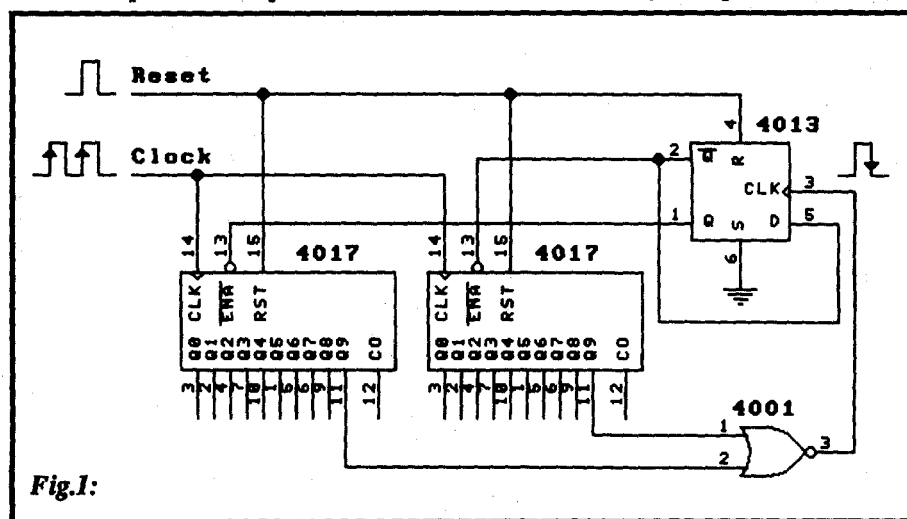 Reset
4013
Clock
4
2
Q
R
CLK
3
1
Q
S
D
5
6
14
13
15
4017
14
13
15
4017
CLK
ENA
RST
CLK
ENA
RST
Q0 Q1 Q2 Q3 Q4 Q5 Q6 Q7 Q8 Q9 CO
Q0 Q1 Q2 Q3 Q4 Q5 Q6 Q7 Q8 Q9 CO
3 2 4 7 10 1 5 6 9 11 12
3 2 4 7 10 1 5 6 9 11 12
4001
1
2
3
Fig.1: